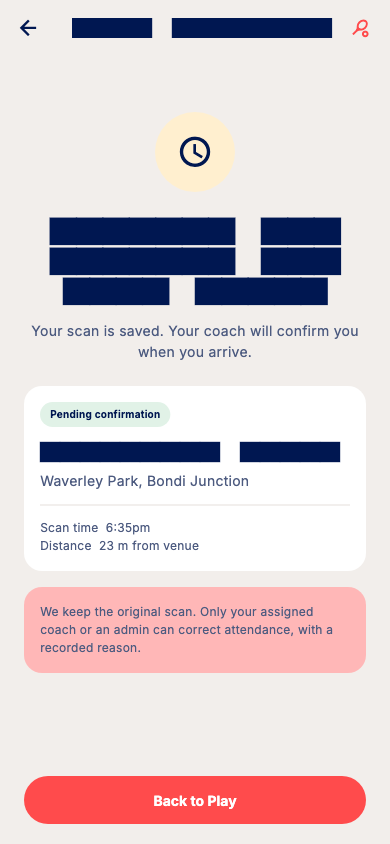 Your scan is saved. Your coach will confirm you
when you arrive.
Pending confirmation
Waverley Park, Bondi Junction
Scan time 6:35pm
Distance 23 m from venue
We keep the original scan. Only your assigned
coach or an admin can correct attendance, with a
recorded reason.
Back to Play